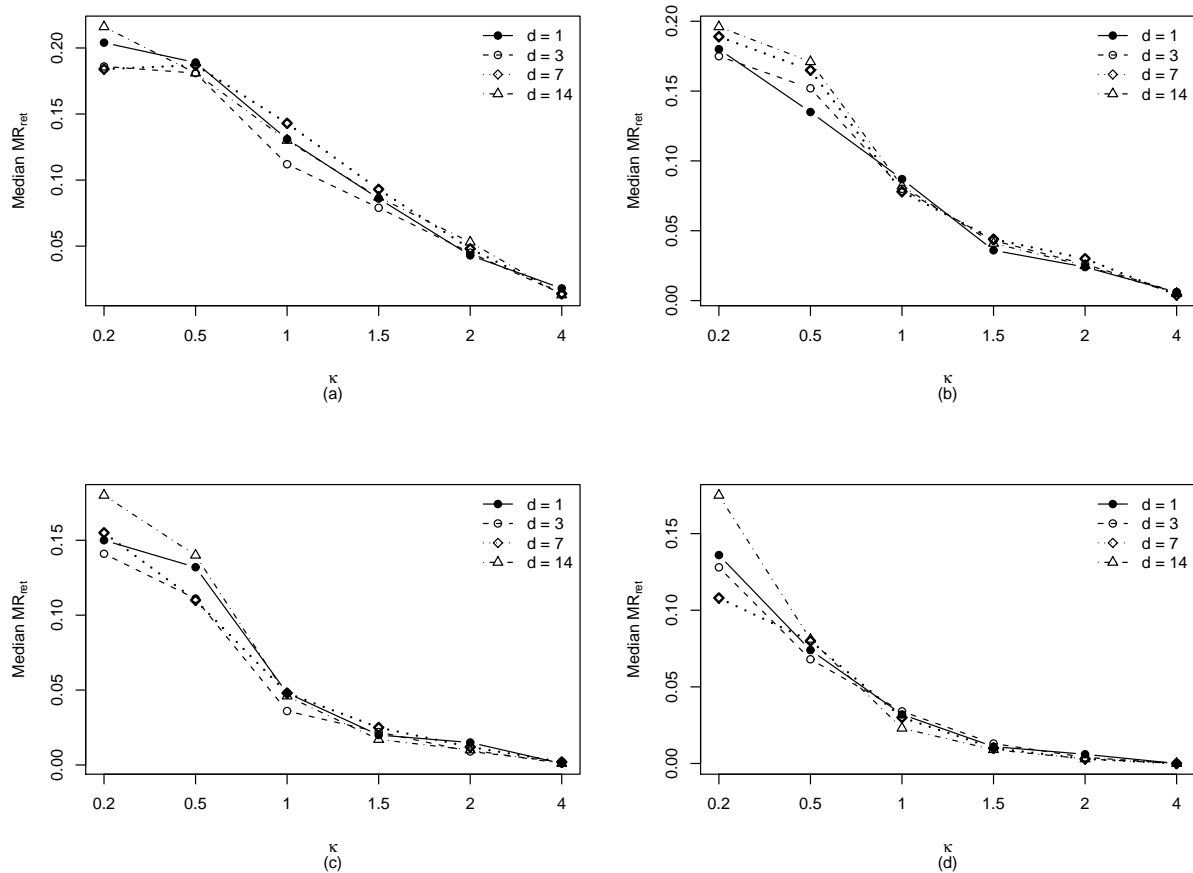 Median MRret
0.05 0.10 0.15 0.20
d = 1
d = 3
d = 7
d = 14
0.2 0.5 1 1.5 2 4
κ
(a)
Median MRret
0.00 0.05 0.10 0.15 0.20
d = 1
d = 3
d = 7
d = 14
0.2 0.5 1 1.5 2 4
κ
(b)
Median MRret
0.00 0.05 0.10 0.15
d = 1
d = 3
d = 7
d = 14
0.2 0.5 1 1.5 2 4
κ
(c)
Median MRret
0.00 0.05 0.10 0.15
d = 1
d = 3
d = 7
d = 14
0.2 0.5 1 1.5 2 4
κ
(d)